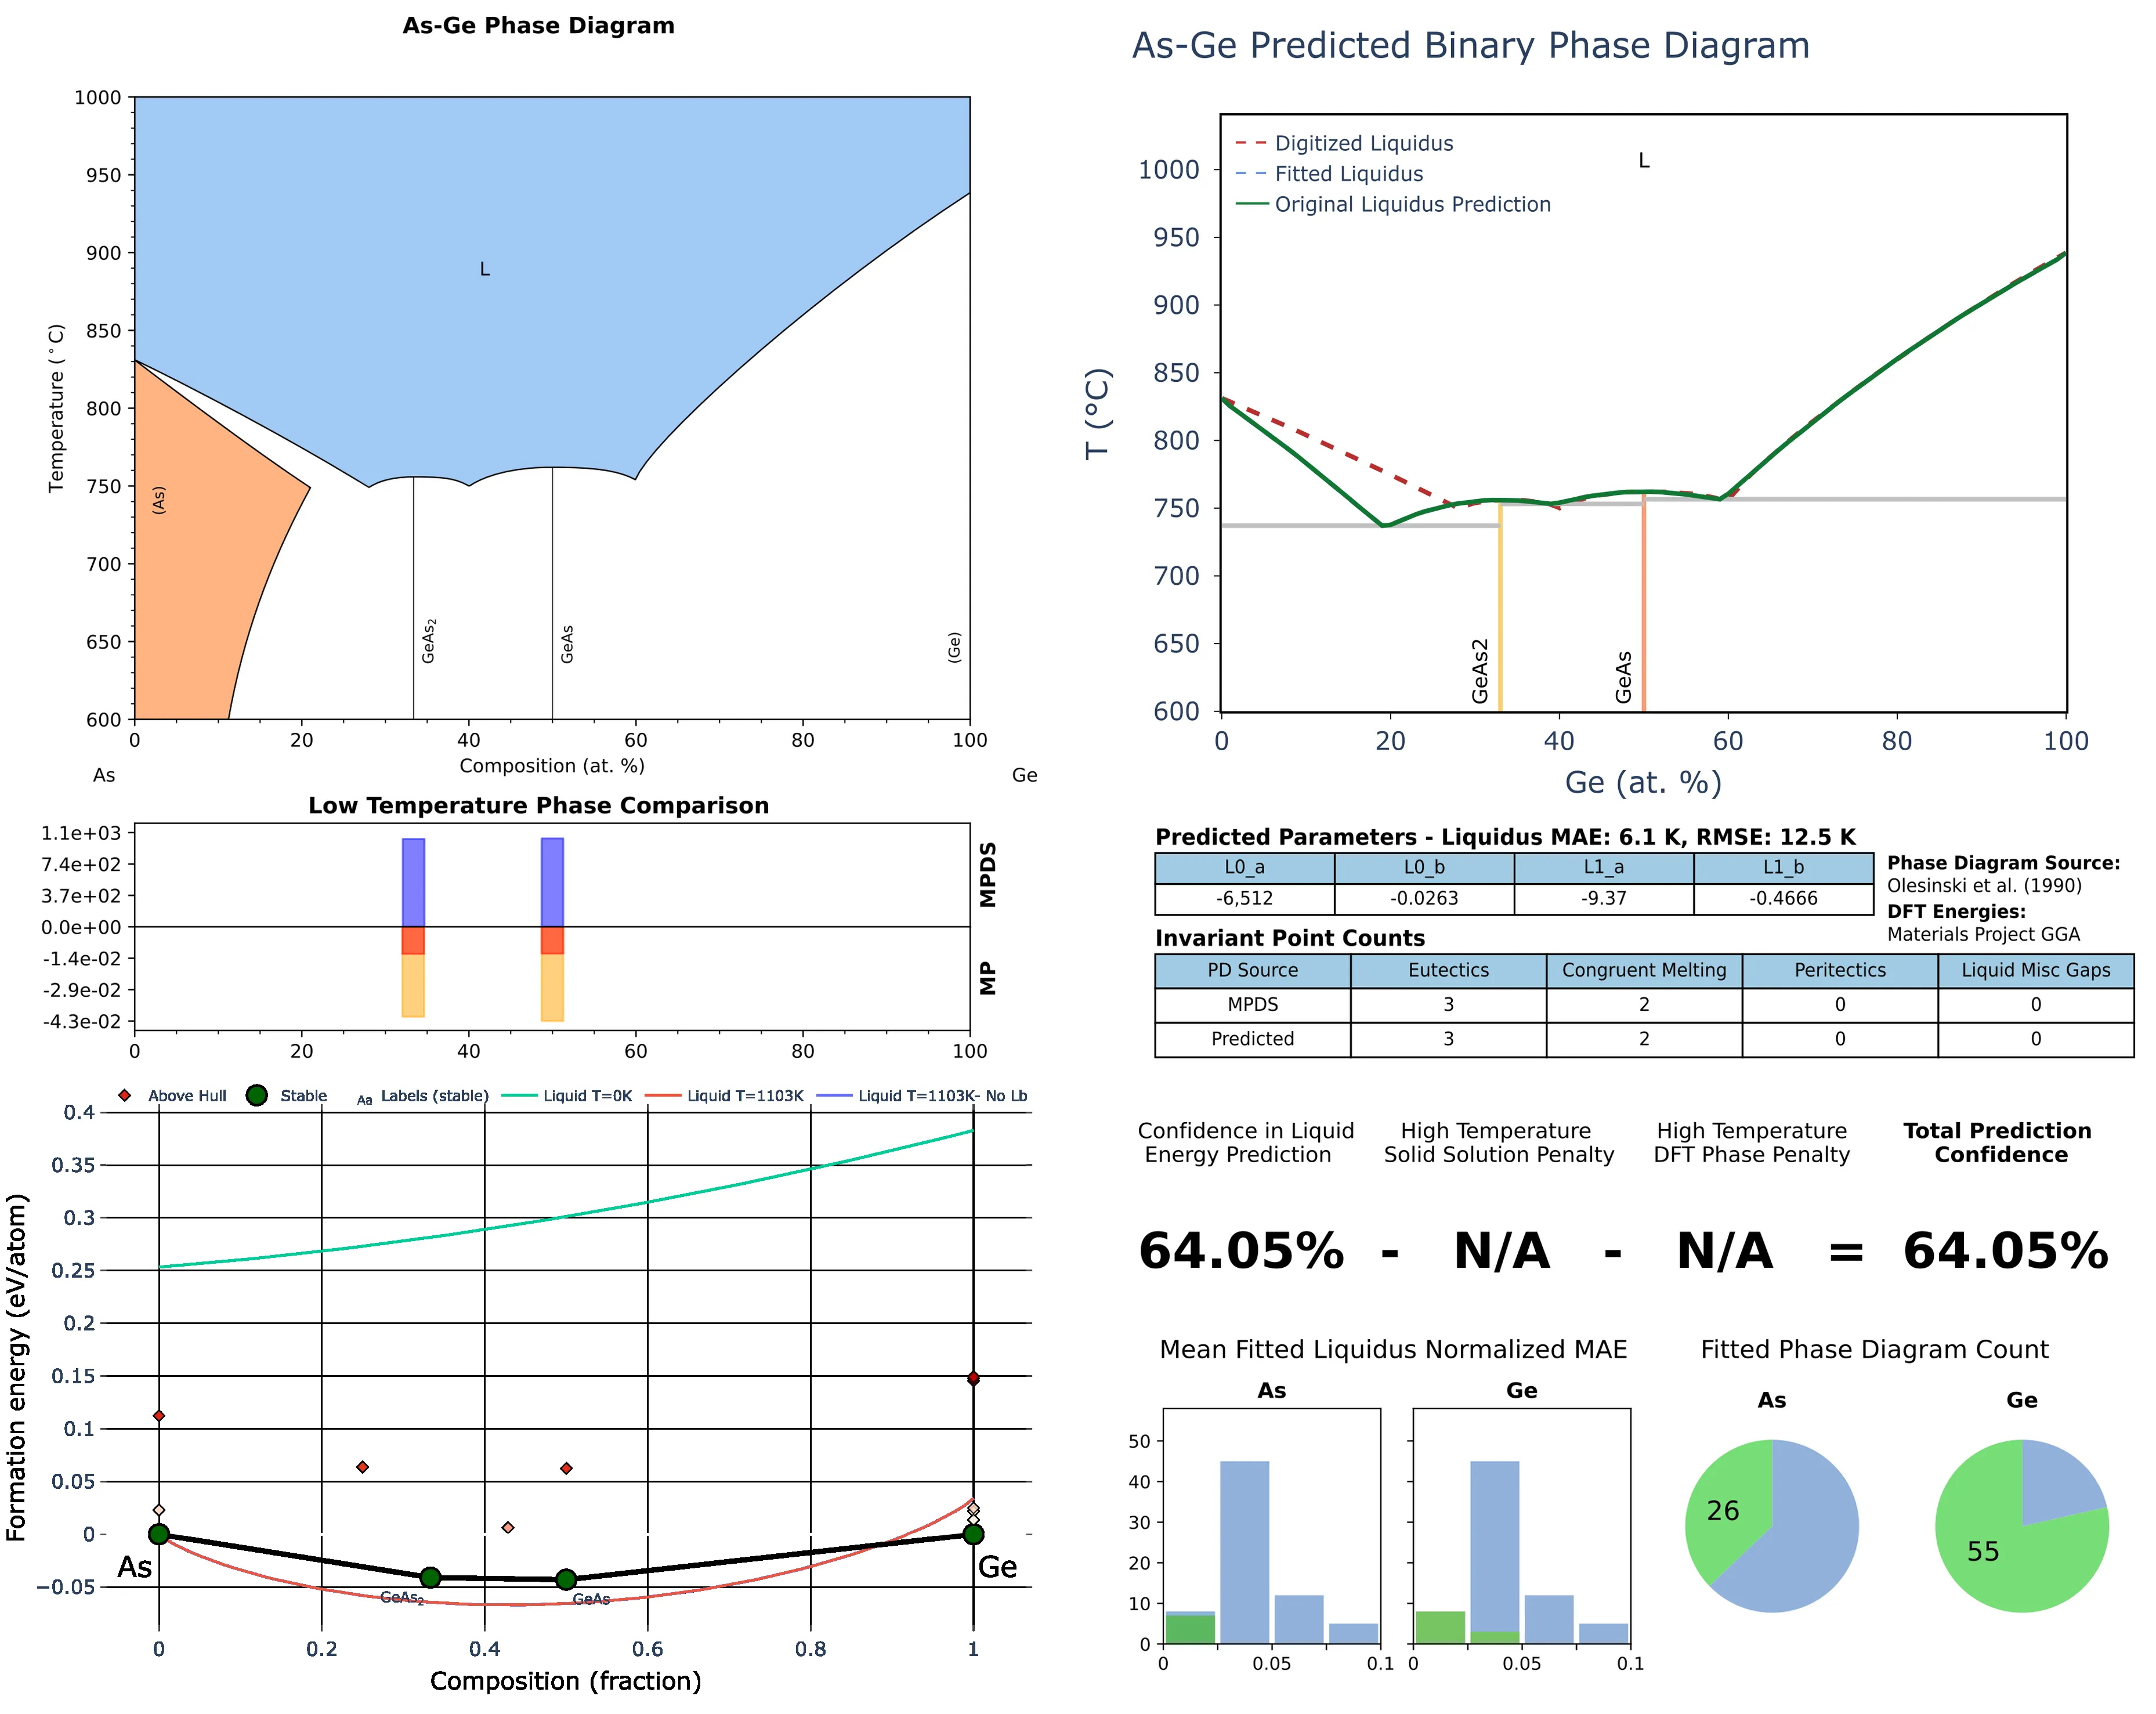 As-Ge Phase Diagram
1000
950
900
850
800
750
700
650
600
Temperature (°C)
L
(As)
GeAs₂
GeAs
(Ge)
0 20 40 60 80 100
Composition (at. %)
As Ge
Low Temperature Phase Comparison
1.1e+03
7.4e+02
3.7e+02
0.0e+00
-1.4e-02
-2.9e-02
-4.3e-02
MPDS
MP
0 20 40 60 80 100
Above Hull Stable Aa Labels (stable) Liquid T=0K Liquid T=1103K Liquid T=1103K- No Lb
0.4
0.35
0.3
0.25
0.2
0.15
0.1
0.05
0
−0.05
Formation energy (eV/atom)
As
GeAs₂
GeAs
Ge
0 0.2 0.4 0.6 0.8 1
Composition (fraction)
As-Ge Predicted Binary Phase Diagram
Digitized Liquidus
Fitted Liquidus
Original Liquidus Prediction
L
1000
950
900
850
800
750
700
650
600
T (°C)
GeAs2
GeAs
0 20 40 60 80 100
Ge (at. %)
Predicted Parameters - Liquidus MAE: 6.1 K, RMSE: 12.5 K
L0_a L0_b L1_a L1_b
-6,512 -0.0263 -9.37 -0.4666
Phase Diagram Source:
Olesinski et al. (1990)
DFT Energies:
Materials Project GGA
Invariant Point Counts
PD Source Eutectics Congruent Melting Peritectics Liquid Misc Gaps
MPDS 3 2 0 0
Predicted 3 2 0 0
Confidence in Liquid
Energy Prediction
High Temperature
Solid Solution Penalty
High Temperature
DFT Phase Penalty
Total Prediction
Confidence
64.05% - N/A - N/A = 64.05%
Mean Fitted Liquidus Normalized MAE
As
Ge
50
40
30
20
10
0
0 0.05 0.1
0 0.05 0.1
Fitted Phase Diagram Count
As
Ge
26
55